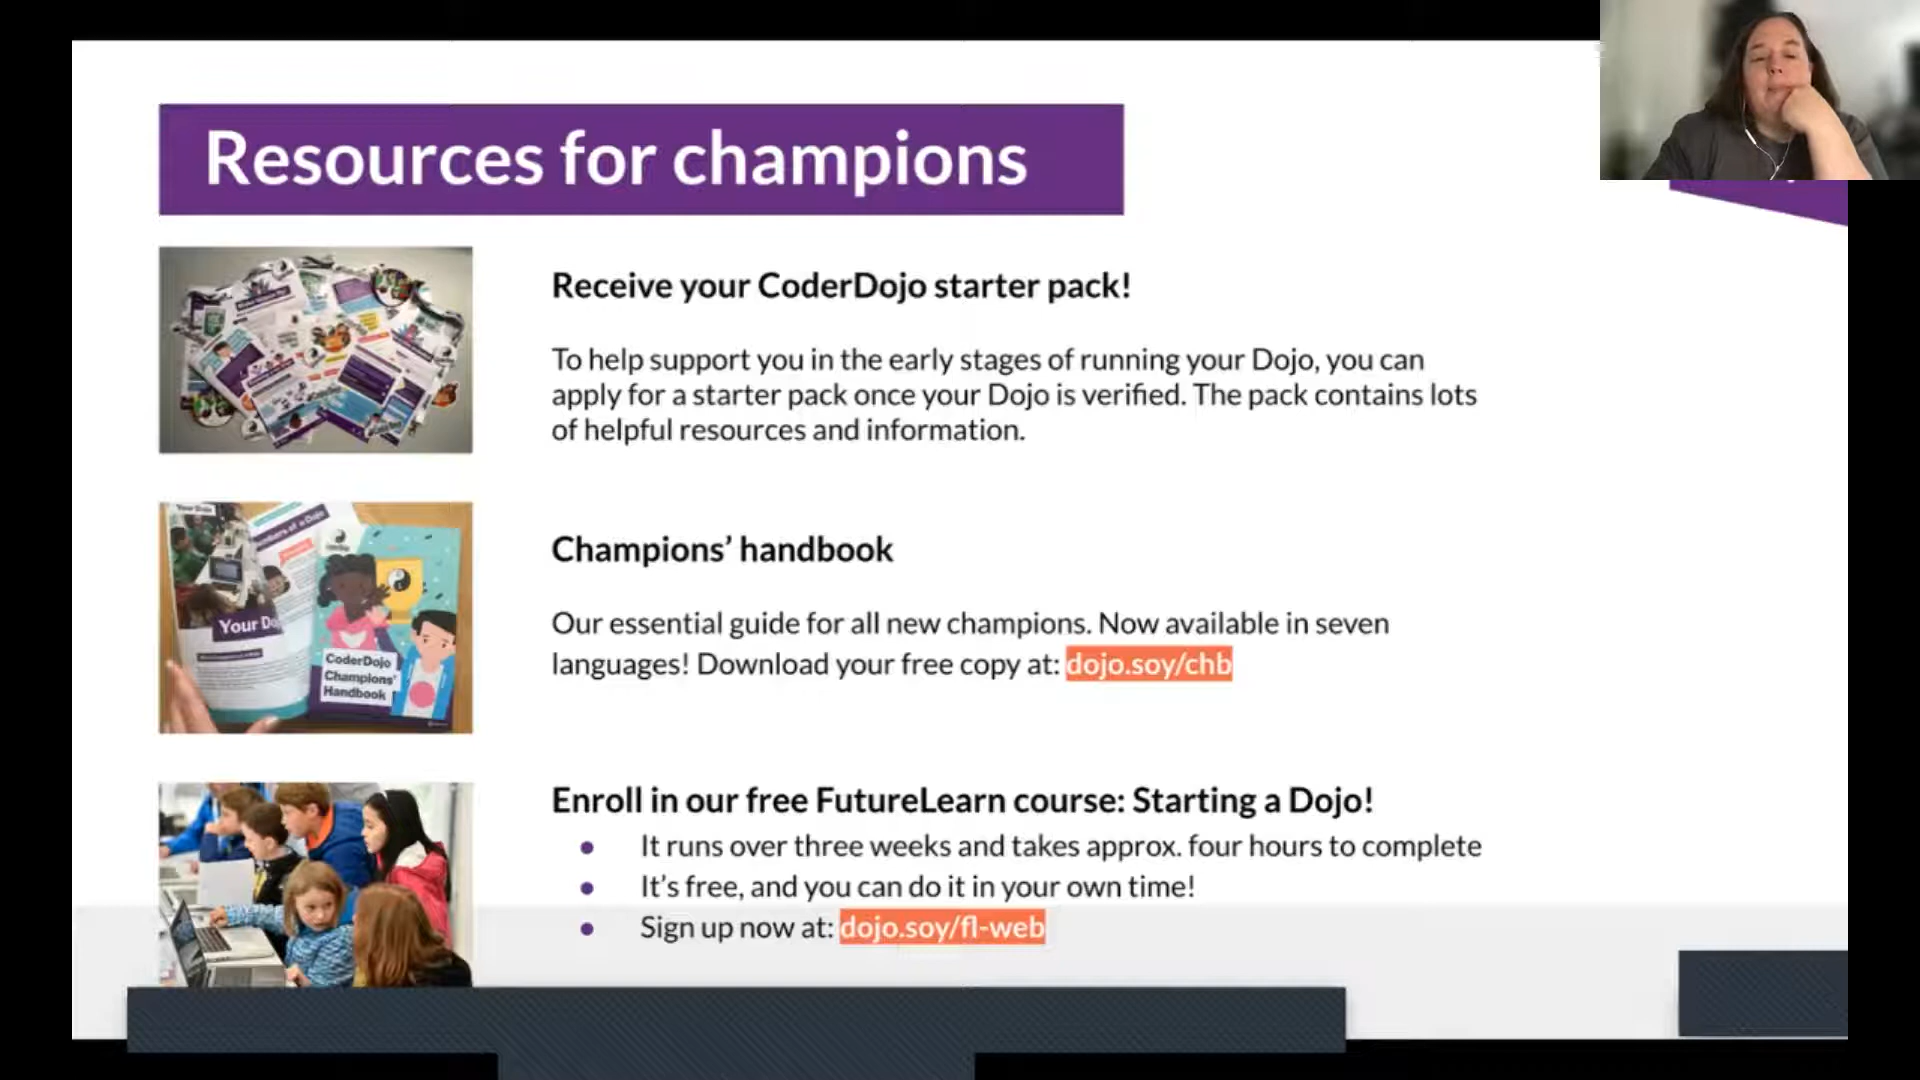 Resources for champions
Receive your CoderDojo starter pack!
To help support you in the early stages of running your Dojo, you can
apply for a starter pack once your Dojo is verified. The pack contains lots
of helpful resources and information.
Your Dojo
Your Do
CoderDojo
Champions'
Handbook
Champions’ handbook
Our essential guide for all new champions. Now available in seven
languages! Download your free copy at: dojo.soy/chb
Enroll in our free FutureLearn course: Starting a Dojo!
• It runs over three weeks and takes approx. four hours to complete
• It’s free, and you can do it in your own time!
• Sign up now at: dojo.soy/fl-web